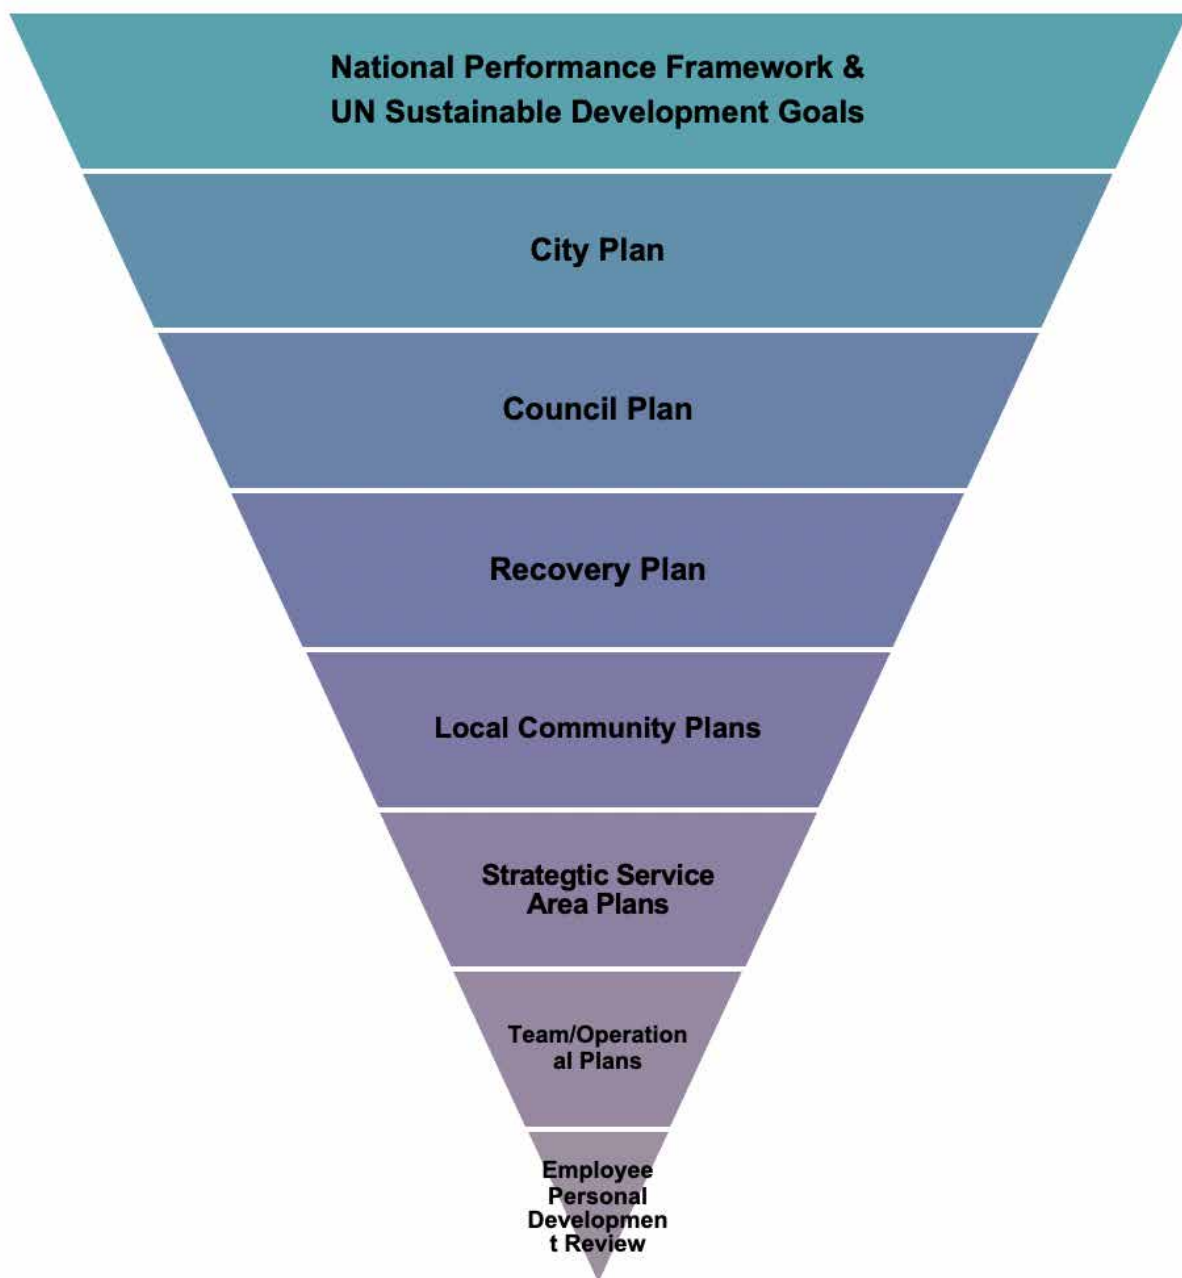 National Performance Framework &
UN Sustainable Development Goals
City Plan
Council Plan
Recovery Plan
Local Community Plans
Strategtic Service
Area Plans
Team/Operation
al Plans
Employee
Personal
Developmen
t Review